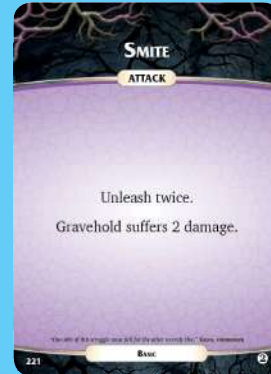 SMITE
ATTACK
Unleash twice.
Gravehold suffers 2 damage.
BASIC
221
2